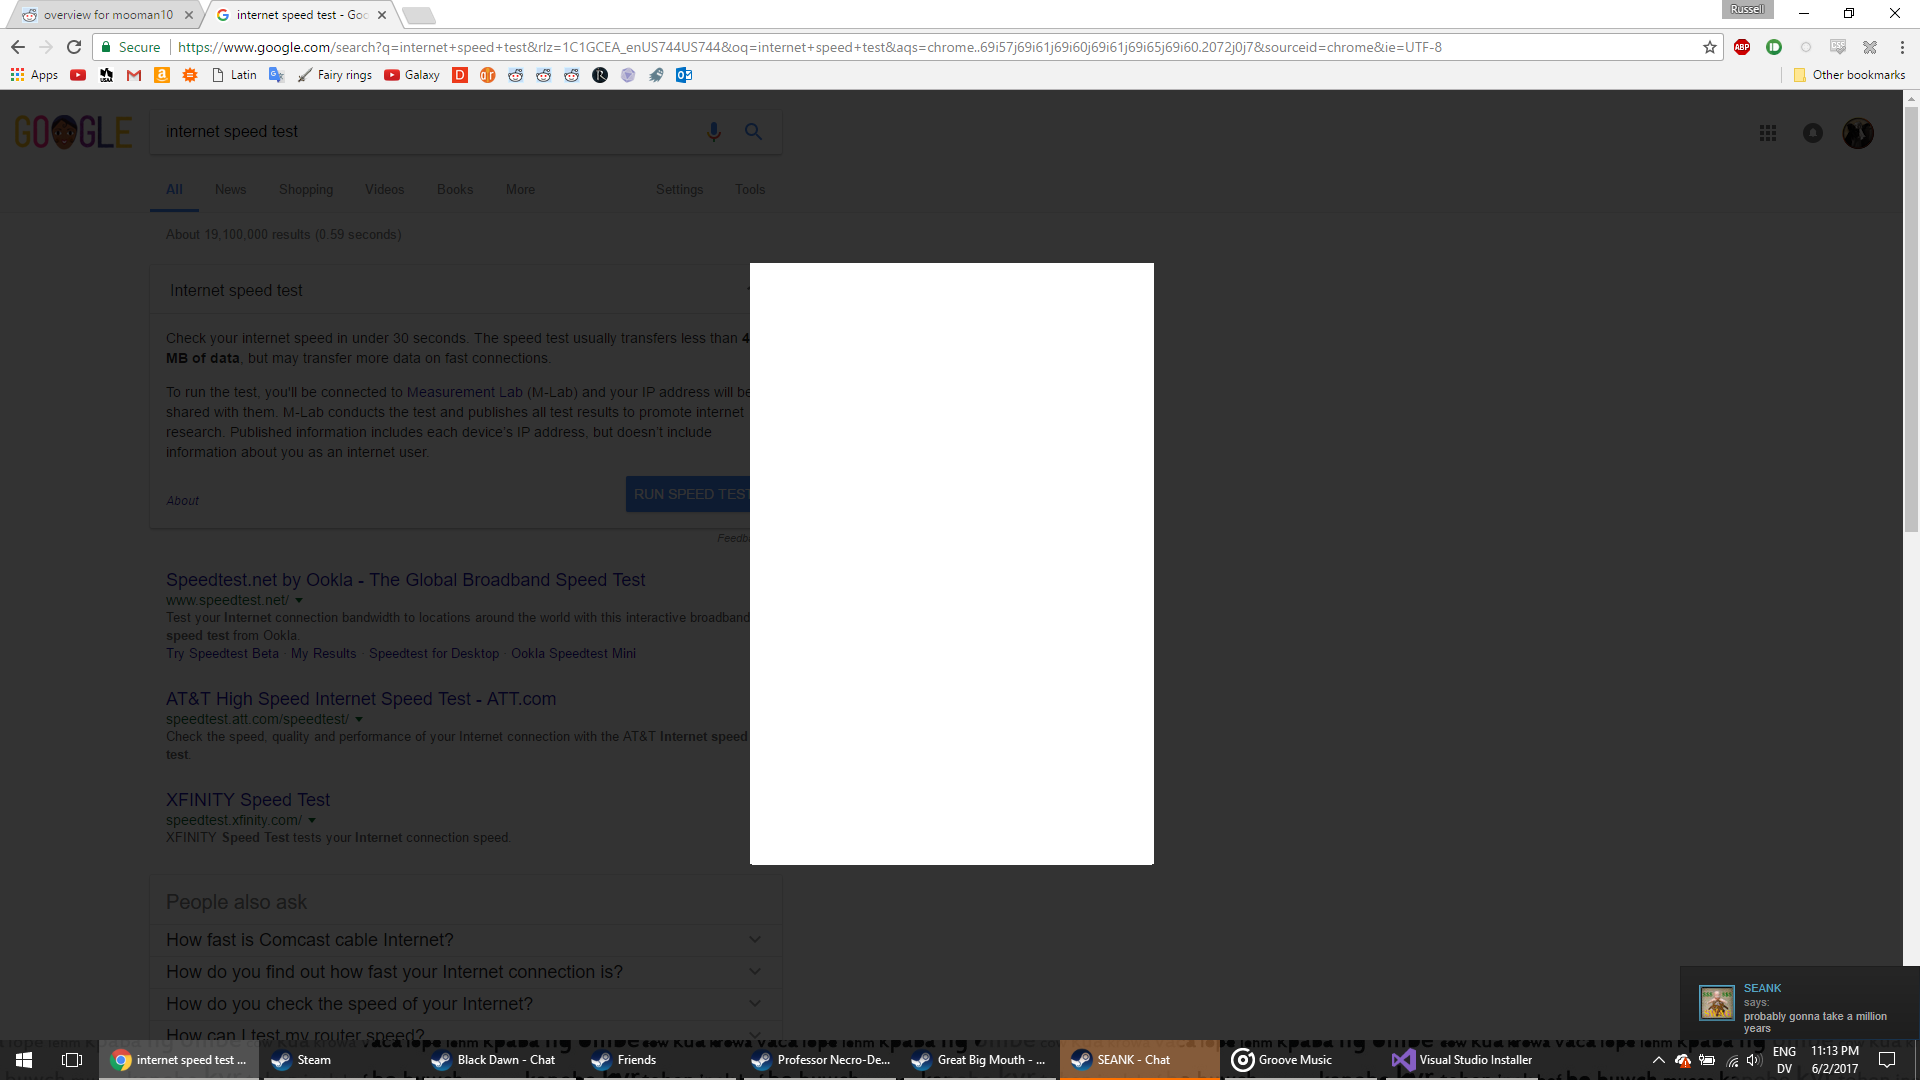 overview for mooman10
internet speed test - Goo
Russell
Secure
https://www.google.com/search?q=internet+speed+test&rlz=1C1GCEA_enUS744US744&oq=internet+speed+test&aqs=chrome..69i57j69i61j69i60j69i61j69i65j69i60.2072j0j7&sourceid=chrome&ie=UTF-8
ABP
Apps
Latin
Fairy rings
Galaxy
Other bookmarks
GOOGLE
internet speed test
All
News
Shopping
Videos
Books
More
Settings
Tools
About 19,100,000 results (0.59 seconds)
Internet speed test
Check your internet speed in under 30 seconds. The speed test usually transfers less than 4
MB of data, but may transfer more data on fast connections.
To run the test, you'll be connected to Measurement Lab (M-Lab) and your IP address will be
shared with them. M-Lab conducts the test and publishes all test results to promote internet
research. Published information includes each device's IP address, but doesn't include
information about you as an internet user.
About
RUN SPEED TEST
Feedb
Speedtest.net by Ookla - The Global Broadband Speed Test
www.speedtest.net/
Test your Internet connection bandwidth to locations around the world with this interactive broadband
speed test from Ookla.
Try Speedtest Beta · My Results · Speedtest for Desktop · Ookla Speedtest Mini
AT&T High Speed Internet Speed Test - ATT.com
speedtest.att.com/speedtest/
Check the speed, quality and performance of your Internet connection with the AT&T Internet speed
test.
XFINITY Speed Test
speedtest.xfinity.com/
XFINITY Speed Test tests your Internet connection speed.
People also ask
How fast is Comcast cable Internet?
How do you find out how fast your Internet connection is?
How do you check the speed of your Internet?
How can I test my router speed?
SEANK
says:
probably gonna take a million
years
internet speed test ...
Steam
Black Dawn - Chat
Friends
Professor Necro-De...
Great Big Mouth - ...
SEANK - Chat
Groove Music
Visual Studio Installer
ENG
DV
11:13 PM
6/2/2017